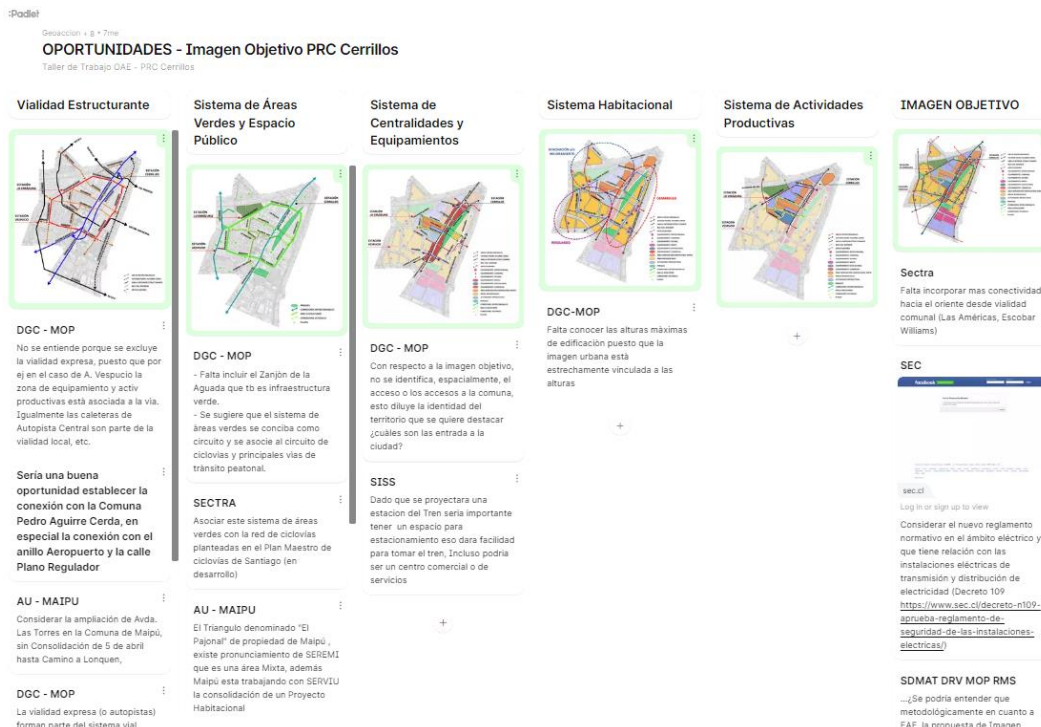 :Padlet
Geoaccion + 8 • 7me
OPORTUNIDADES - Imagen Objetivo PRC Cerrillos
Taller de Trabajo OAE - PRC Cerrillos
Vialidad Estructurante
DGC - MOP
No se entiende porque se excluye
la vialidad expresa, puesto que por
ej en el caso de A. Vespucio la
zona de equipamiento y activ
productivas está asociada a la via.
Igualmente las caleteras de
Autopista Central son parte de la
vialidad local, etc.
Sería una buena
oportunidad establecer la
conexión con la Comuna
Pedro Aguirre Cerda, en
especial la conexión con el
anillo Aeropuerto y la calle
Plano Regulador
AU - MAIPU
Considerar la ampliación de Avda.
Las Torres en la Comuna de Maipú,
sin Consolidación de 5 de abril
hasta Camino a Lonquen,
DGC - MOP
La vialidad expresa (o autopistas)
forman parte del sistema vial
Sistema de Áreas
Verdes y Espacio
Público
DGC - MOP
- Falta incluir el Zanjón de la
Aguada que tb es infraestructura
verde.
- Se sugiere que el sistema de
áreas verdes se conciba como
circuito y se asocie al circuito de
ciclovias y principales vias de
tránsito peatonal.
SECTRA
Asociar este sistema de áreas
verdes con la red de ciclovías
planteadas en el Plan Maestro de
ciclovías de Santiago (en
desarrollo)
AU - MAIPU
El Triangulo denominado "El
Pajonal" de propiedad de Maipú ,
existe pronunciamiento de SEREMI
que es una área Mixta, además
Maipú esta trabajando con SERVIU
la consolidación de un Proyecto
Habitacional
Sistema de
Centralidades y
Equipamientos
DGC - MOP
Con respecto a la imagen objetivo,
no se identifica, espacialmente, el
acceso o los accesos a la comuna,
esto diluye la identidad del
territorio que se quiere destacar
¿cuáles son las entrada a la
ciudad?
SISS
Dado que se proyectara una
estacion del Tren seria importante
tener un espacio para
estacionamiento eso dara facilidad
para tomar el tren, Incluso podria
ser un centro comercial o de
servicios
Sistema Habitacional
DGC-MOP
Falta conocer las alturas máximas
de edificación puesto que la
imagen urbana está
estrechamente vinculada a las
alturas
Sistema de Actividades
Productivas
IMAGEN OBJETIVO
Sectra
Falta incorporar mas conectividad
hacia el oriente desde vialidad
comunal (Las Américas, Escobar
Williams)
SEC
facebook
sec.cl
Log in or sign up to view
Considerar el nuevo reglamento
normativo en el ámbito eléctrico y
que tiene relación con las
instalaciones eléctricas de
transmisión y distribución de
electricidad (Decreto 109
https://www.sec.cl/decreto-n109-
aprueba-reglamento-de-
seguridad-de-las-instalaciones-
electricas/)
SDMAT DRV MOP RMS
...¿Se podría entender que
metodológicamente en cuanto a
EAE, la propuesta de Imagen